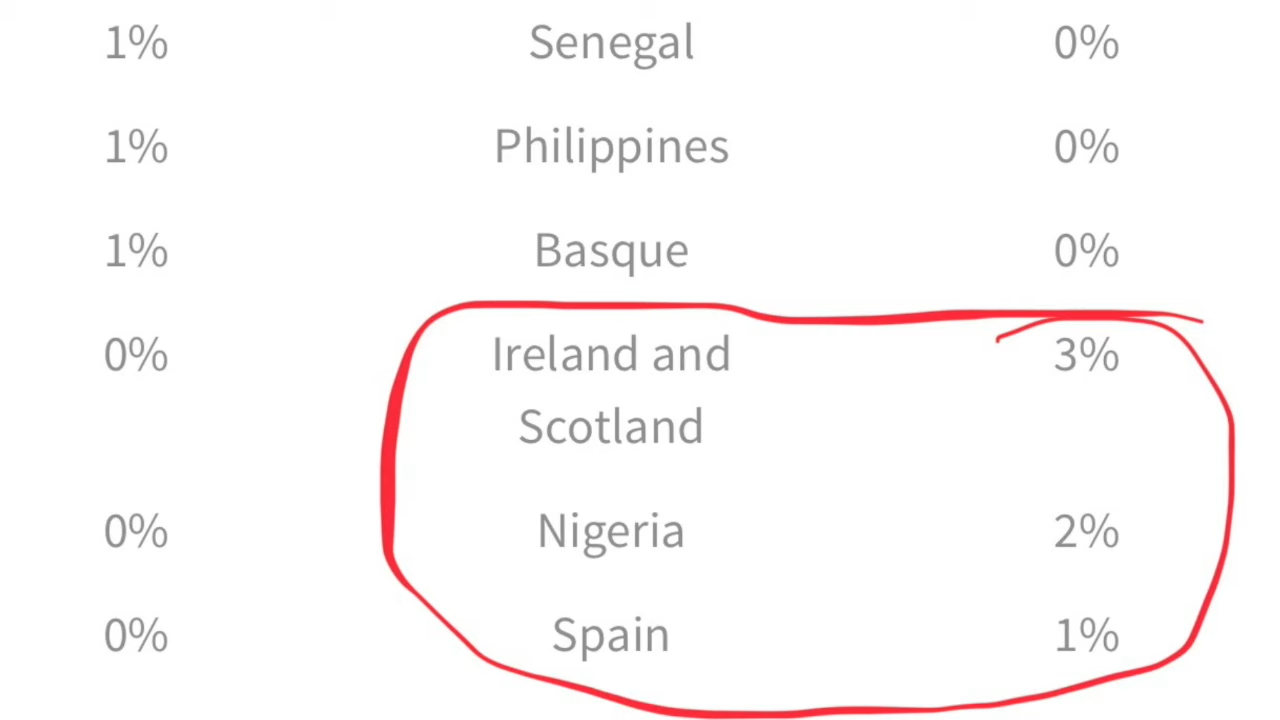 1% Senegal 0%
1% Philippines 0%
1% Basque 0%
0% Ireland and 3%
Scotland
0% Nigeria 2%
0% Spain 1%